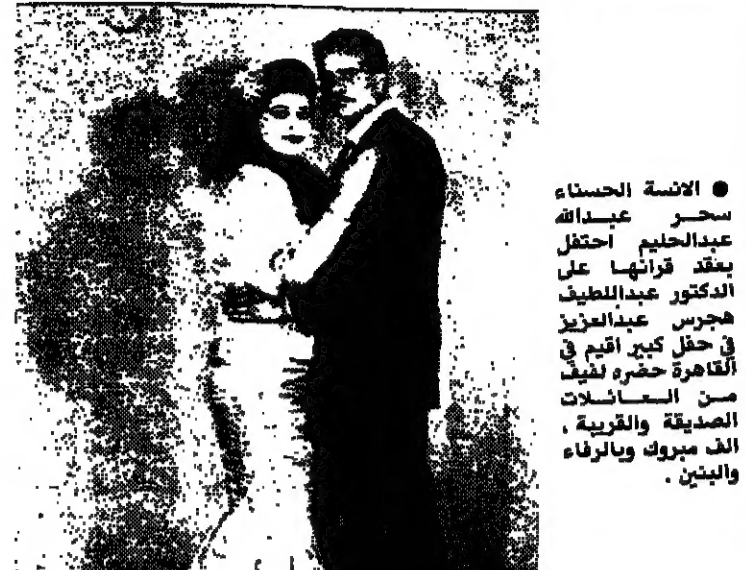 ● الانسة الحسناء
سحر عبدالله
عبدالحليم احتفل
بعقد قرانها على
الدكتور عبداللطيف
هجرس عبدالعزيز
في حفل كبير اقيم في
القاهرة حضره لفيف
من العائلات
الصديقة والقريبة ،
الف مبروك وبالرفاء
والبنين .